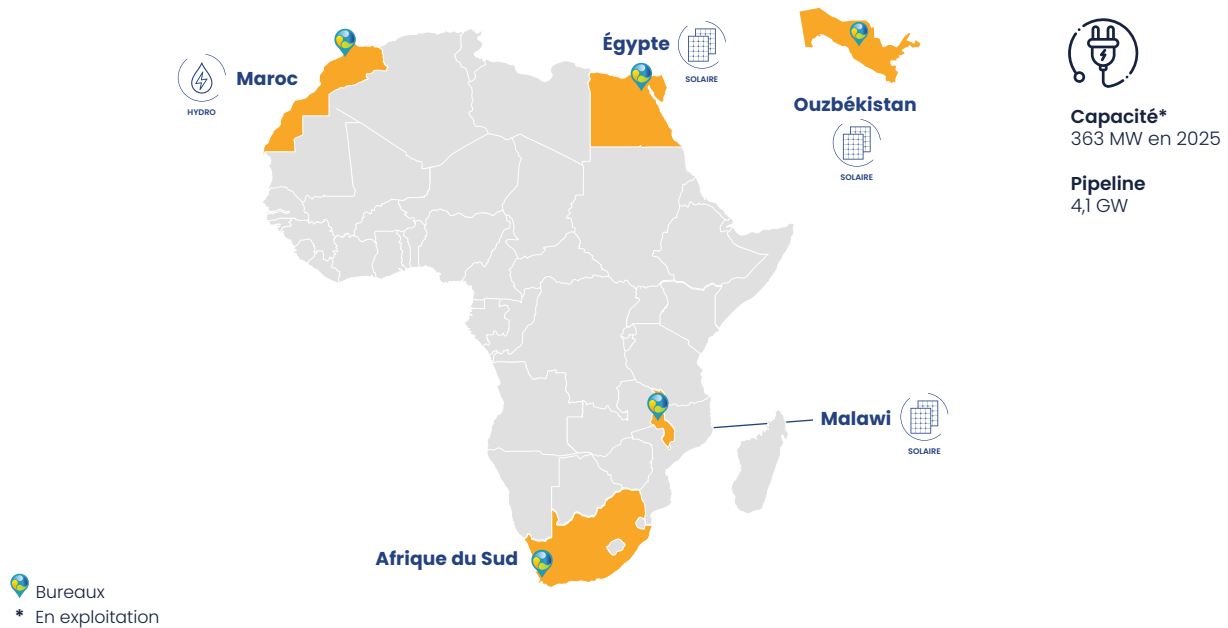 Maroc
HYDRO
Égypte
SOLAIRE
Ouzbékistan
SOLAIRE
Capacité*
363 MW en 2025
Pipeline
4,1 GW
Malawi
SOLAIRE
Afrique du Sud
Bureaux
* En exploitation